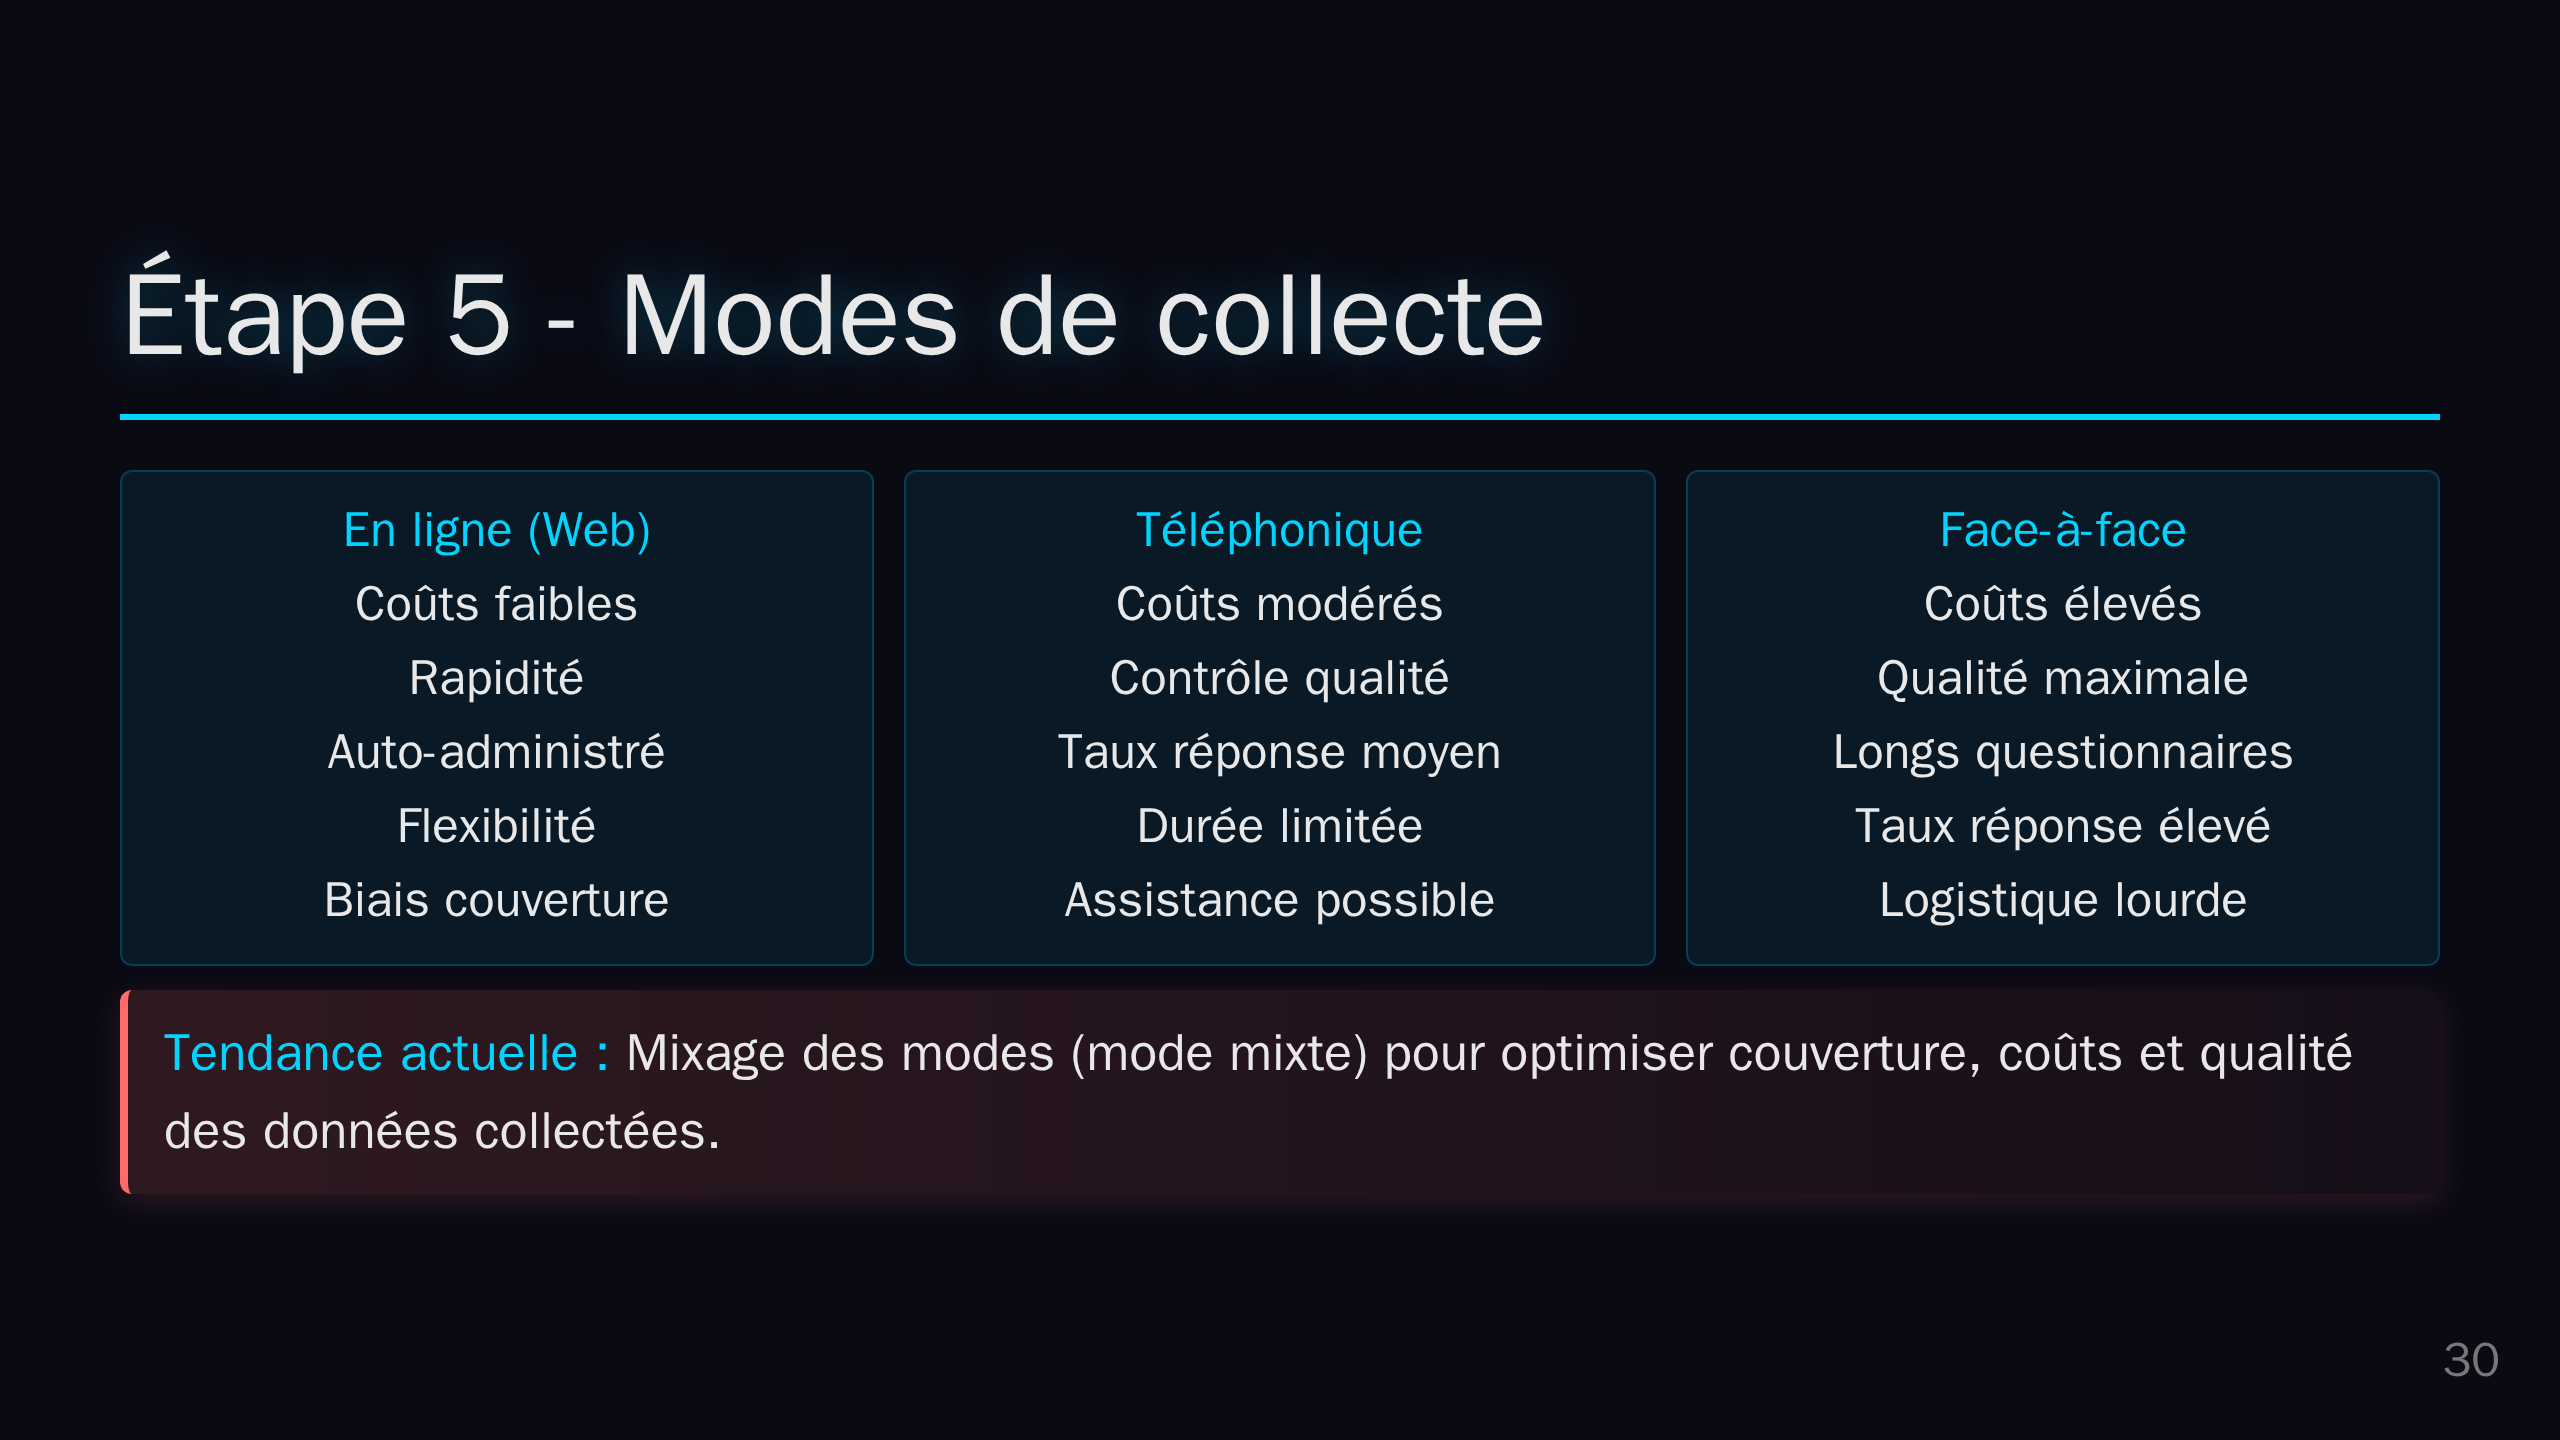 Étape 5 - Modes de collecte
En ligne (Web)
Coûts faibles
Rapidité
Auto-administré
Flexibilité
Biais couverture
Téléphonique
Coûts modérés
Contrôle qualité
Taux réponse moyen
Durée limitée
Assistance possible
Face-à-face
Coûts élevés
Qualité maximale
Longs questionnaires
Taux réponse élevé
Logistique lourde
Tendance actuelle : Mixage des modes (mode mixte) pour optimiser couverture, coûts et qualité
des données collectées.
30